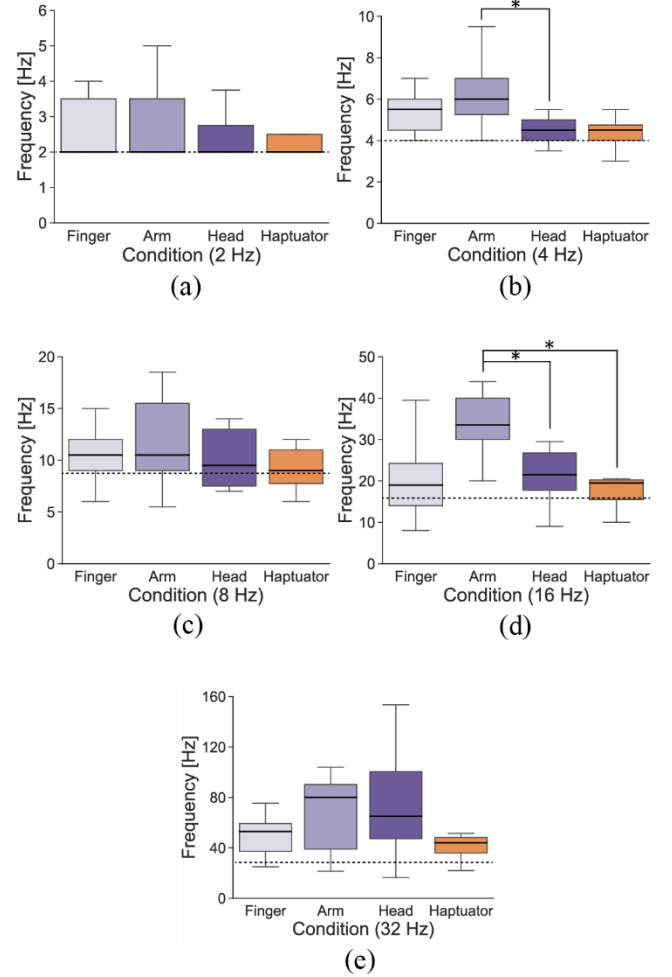 Frequency [Hz]
6
5
4
3
2
1
0
Finger Arm Head Haptuator
Condition (2 Hz)
(a)
Frequency [Hz]
10
8
6
4
2
0
*
Finger Arm Head Haptuator
Condition (4 Hz)
(b)
Frequency [Hz]
20
15
10
5
0
Finger Arm Head Haptuator
Condition (8 Hz)
(c)
Frequency [Hz]
50
40
30
20
10
0
*
*
Finger Arm Head Haptuator
Condition (16 Hz)
(d)
Frequency [Hz]
160
120
80
40
0
Finger Arm Head Haptuator
Condition (32 Hz)
(e)